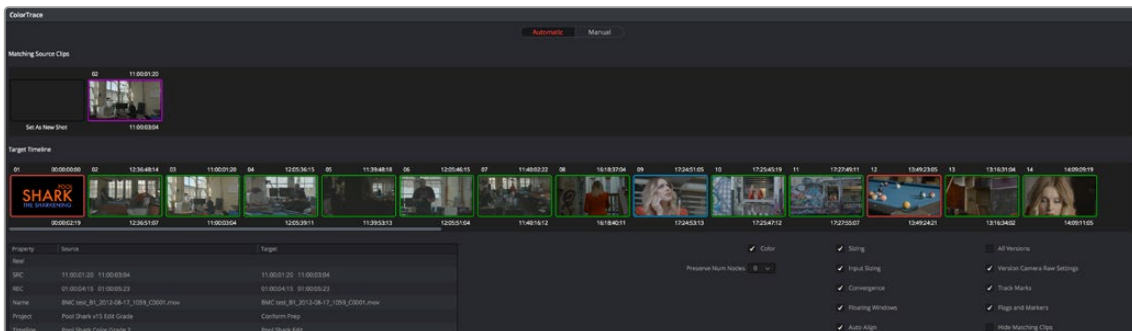 ColorTrace
Automatic Manual
Matching Source Clips
02 11:00:01:20
Set As New Shot 11:00:03:04
Target Timeline
01 00:00:00:00 02 12:36:48:14 03 11:00:01:20 04 12:05:36:15 05 11:39:48:18 06 12:05:46:15 07 11:40:02:22 08 16:18:37:04 09 17:24:51:05 10 17:25:45:19 11 17:27:49:11 12 13:49:23:05 13 13:16:31:04 14 14:09:09:19
POOL
SHARK
THE SHARKENING
00:00:02:19 12:36:51:07 11:00:03:04 12:05:39:11 11:39:53:13 12:05:51:04 11:40:16:12 16:18:40:11 17:24:53:13 17:25:47:12 17:27:55:07 13:49:24:21 13:16:34:02 14:09:11:05
Property Source Target
Reel
SRC 11:00:01:20 11:00:03:04 11:00:01:20 11:00:03:04
REC 01:00:04:15 01:00:05:23 01:00:04:15 01:00:05:23
Name BMC test_B1_2012-08-17_1059_C0001.mov BMC test_B1_2012-08-17_1059_C0001.mov
Project Pool Shark v15 Edit Grade Conform Prep
Timeline Pool Shark Color Grade 2 Pool Shark Edit
Color Sizing All Versions
Preserve Num Nodes 0 Input Sizing Version Camera Raw Settings
Convergence Track Marks
Floating Windows Flags and Markers
Auto Align Hide Matching Clips